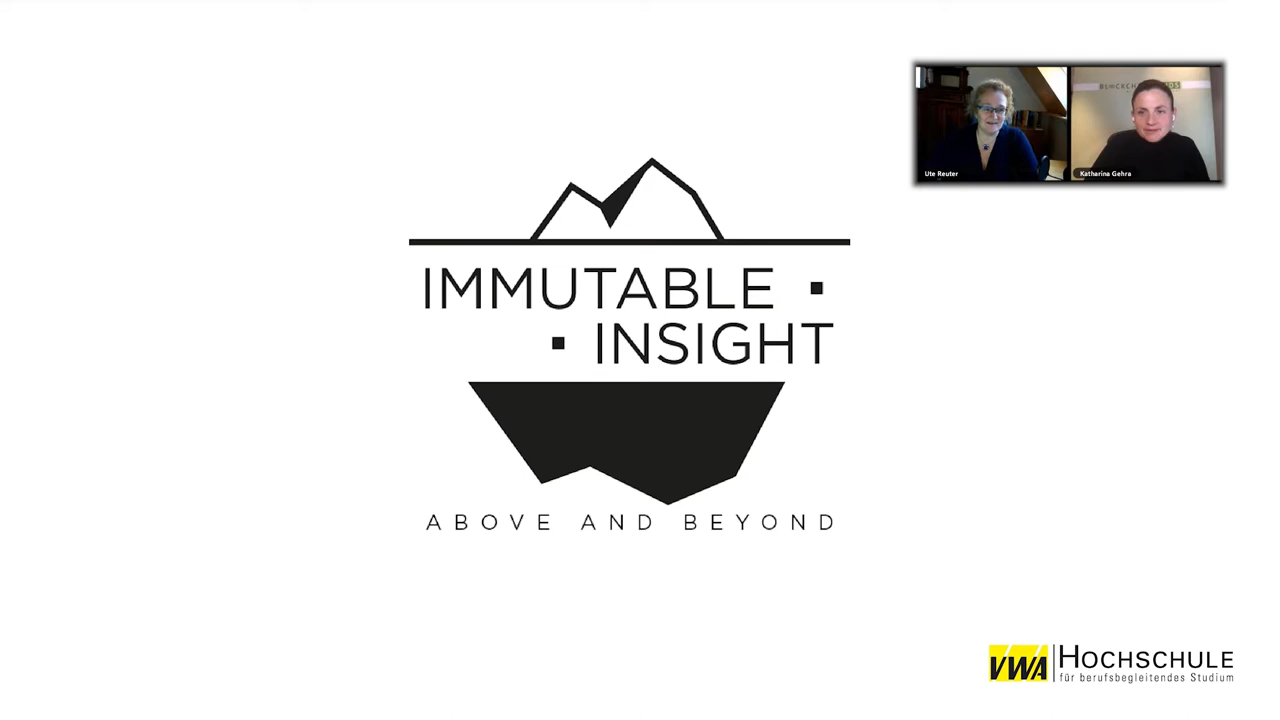 Ute Reuter
Katharina Gehra
IMMUTABLE
INSIGHT
ABOVE AND BEYOND
VWA HOCHSCHULE
für berufsbegleitendes Studium